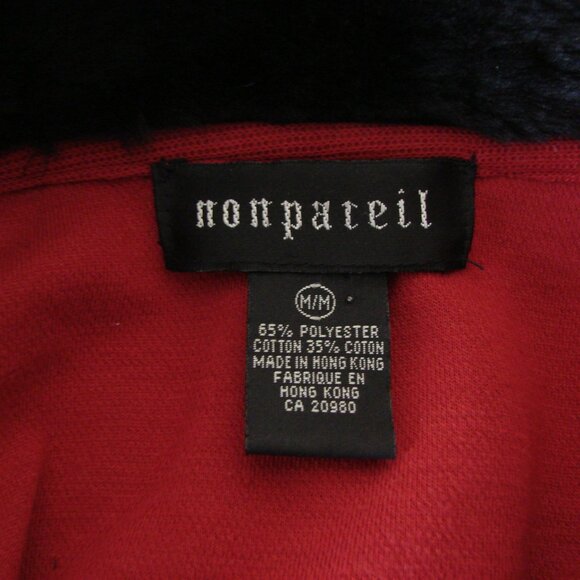 nonpareil
M/M
65% POLYESTER
COTTON 35% COTON
MADE IN HONG KONG
FABRIQUE EN
HONG KONG
CA 20980